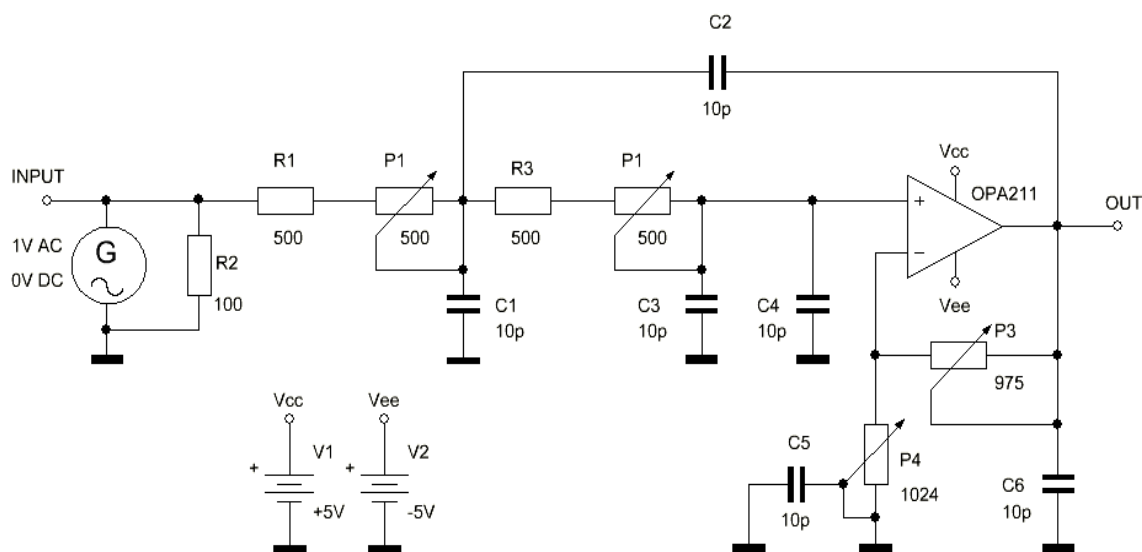 C2
10p
R1
P1
R3
P1
Vcc
OPA211
INPUT
OUT
+
−
500
500
500
500
1V AC
0V DC
G
R2
100
C1
10p
C3
10p
C4
10p
Vee
P3
975
Vcc
Vee
+
V1
+5V
+
V2
-5V
C5
10p
P4
1024
C6
10p